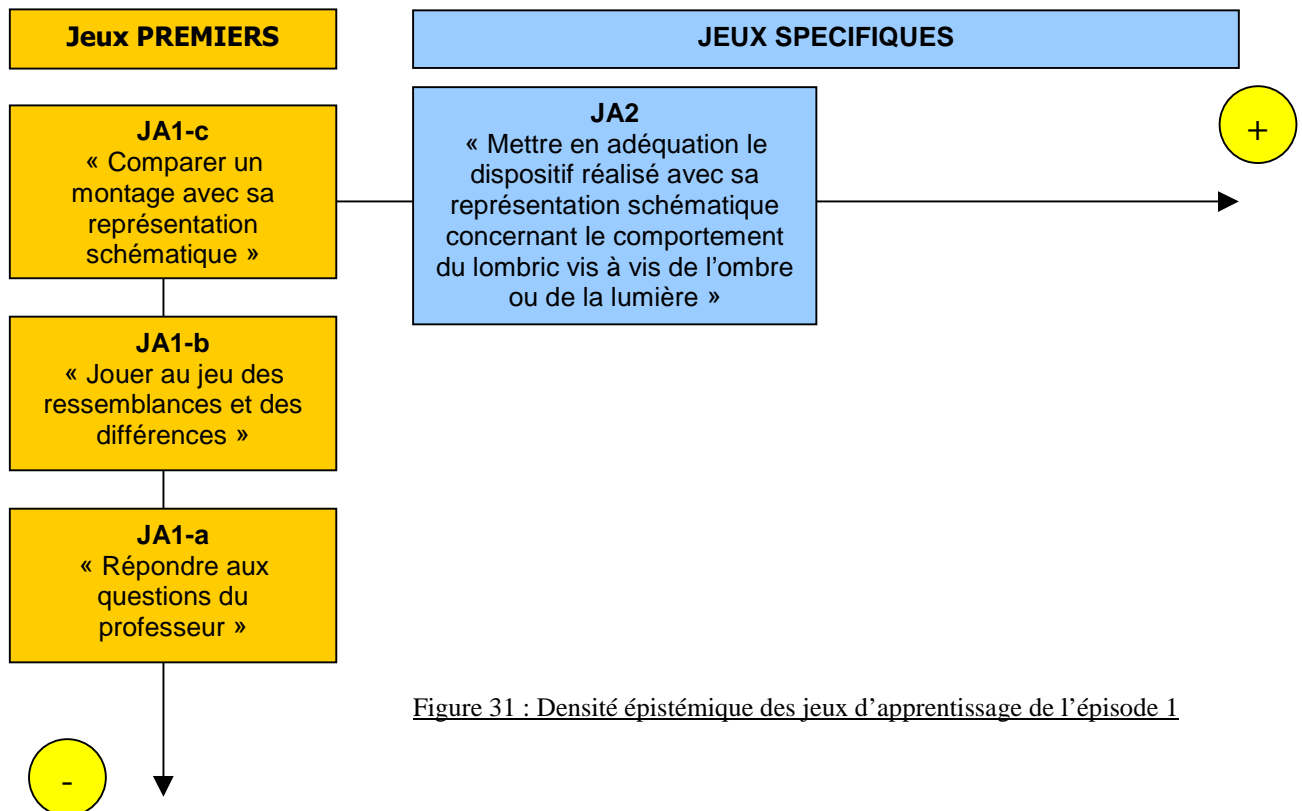 Jeux PREMIERS
JEUX SPECIFIQUES
JA1-c
« Comparer un
montage avec sa
représentation
schématique »
JA2
« Mettre en adéquation le
dispositif réalisé avec sa
représentation schématique
concernant le comportement
du lombric vis à vis de l’ombre
ou de la lumière »
+
JA1-b
« Jouer au jeu des
ressemblances et des
différences »
JA1-a
« Répondre aux
questions du
professeur »
Figure 31 : Densité épistémique des jeux d’apprentissage de l’épisode 1
-